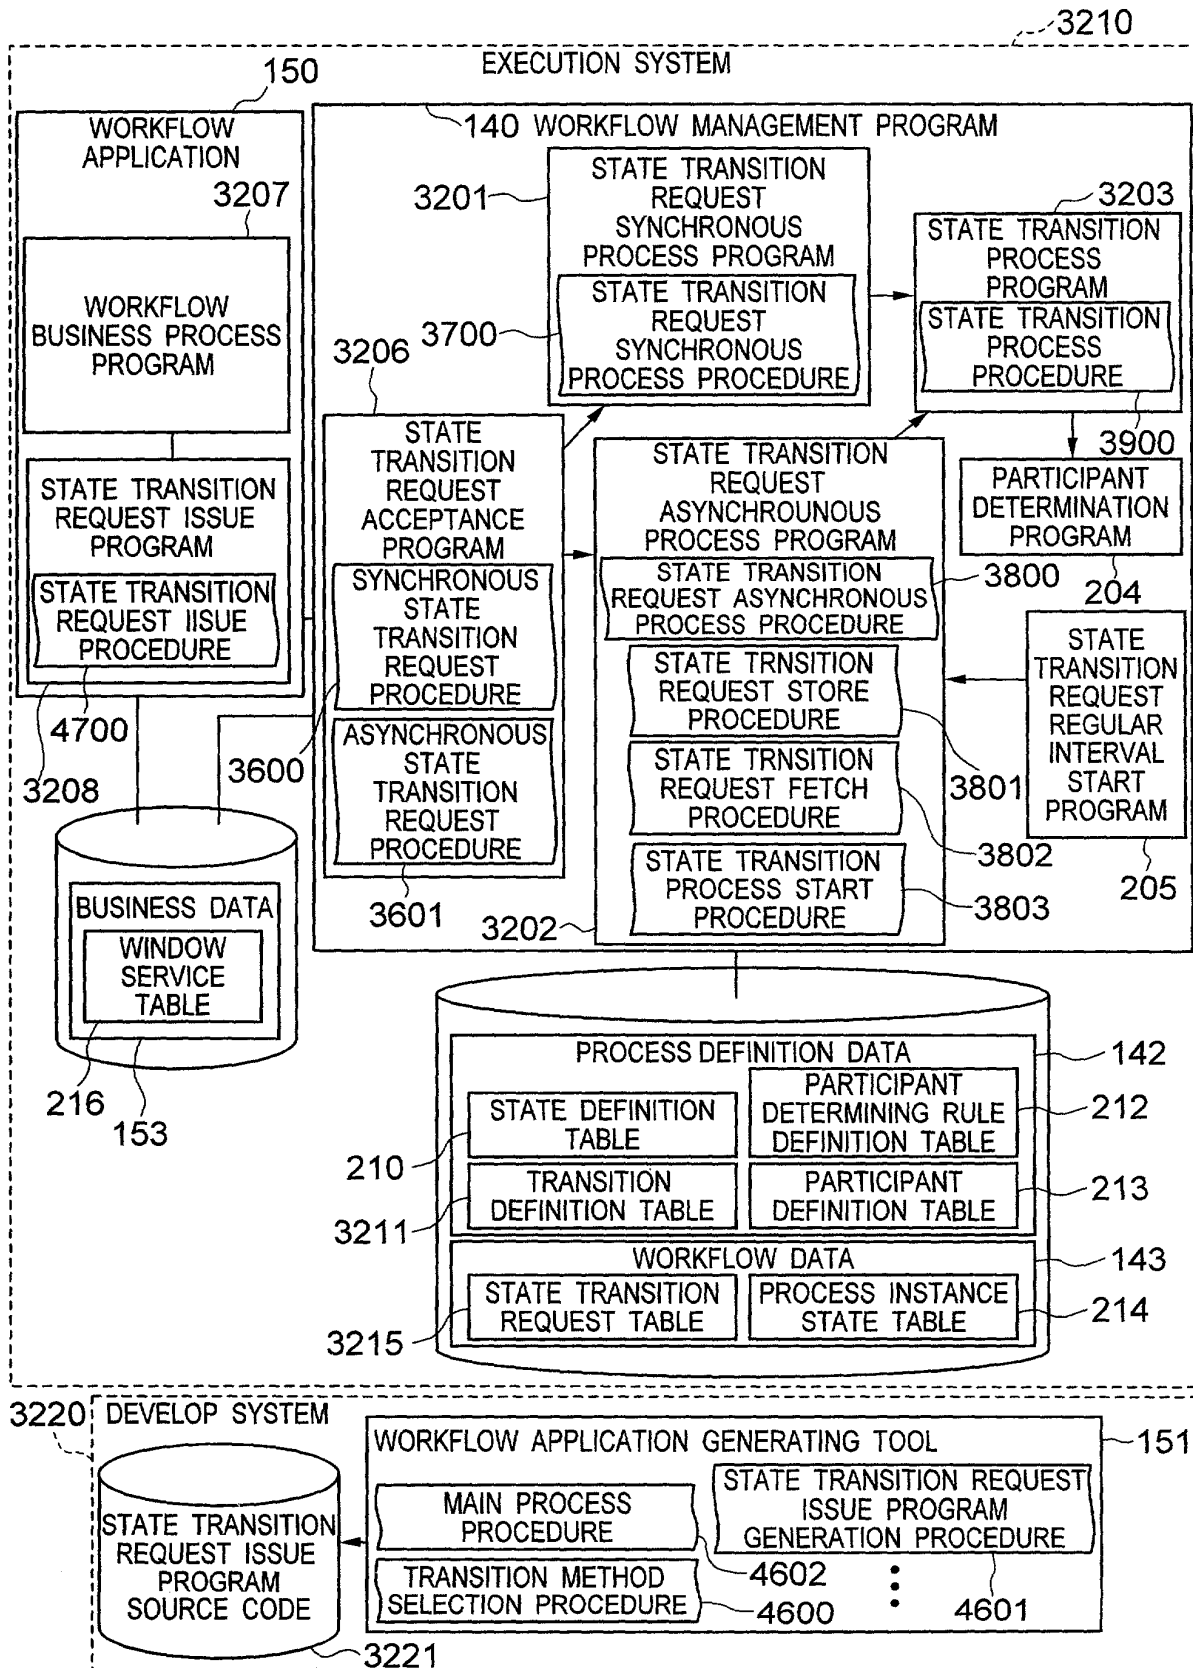 3210
EXECUTION SYSTEM
150
WORKFLOW
APPLICATION
3207
WORKFLOW
BUSINESS PROCESS
PROGRAM
STATE TRANSITION
REQUEST ISSUE
PROGRAM
STATE TRANSITION
REQUEST IISUE
PROCEDURE
4700
3208
140 WORKFLOW MANAGEMENT PROGRAM
3201
STATE TRANSITION
REQUEST
SYNCHRONOUS
PROCESS PROGRAM
3700
STATE TRANSITION
REQUEST
SYNCHRONOUS
PROCESS PROCEDURE
3203
STATE TRANSITION
PROCESS
PROGRAM
STATE TRANSITION
PROCESS
PROCEDURE
3900
3206
STATE
TRANSITION
REQUEST
ACCEPTANCE
PROGRAM
SYNCHRONOUS
STATE
TRANSITION
REQUEST
PROCEDURE
3600
ASYNCHRONOUS
STATE
TRANSITION
REQUEST
PROCEDURE
3601
STATE TRANSITION
REQUEST
ASYNCHROUNOUS
PROCESS PROGRAM
STATE TRANSITION
REQUEST ASYNCHRONOUS
PROCESS PROCEDURE
3800
STATE TRNSITION
REQUEST STORE
PROCEDURE
3801
STATE TRNSITION
REQUEST FETCH
PROCEDURE
3802
STATE TRANSITION
PROCESS START
PROCEDURE
3803
3202
PARTICIPANT
DETERMINATION
PROGRAM
204
STATE
TRANSITION
REQUEST
REGULAR
INTERVAL
START
PROGRAM
205
BUSINESS DATA
WINDOW
SERVICE
TABLE
216
153
PROCESS DEFINITION DATA
142
STATE DEFINITION
TABLE
210
PARTICIPANT
DETERMINING RULE
DEFINITION TABLE
212
TRANSITION
DEFINITION TABLE
3211
PARTICIPANT
DEFINITION TABLE
213
WORKFLOW DATA
143
STATE TRANSITION
REQUEST TABLE
3215
PROCESS INSTANCE
STATE TABLE
214
3220
DEVELOP SYSTEM
STATE TRANSITION
REQUEST ISSUE
PROGRAM
SOURCE CODE
3221
WORKFLOW APPLICATION GENERATING TOOL
151
MAIN PROCESS
PROCEDURE
4602
STATE TRANSITION REQUEST
ISSUE PROGRAM
GENERATION PROCEDURE
4601
TRANSITION METHOD
SELECTION PROCEDURE
4600